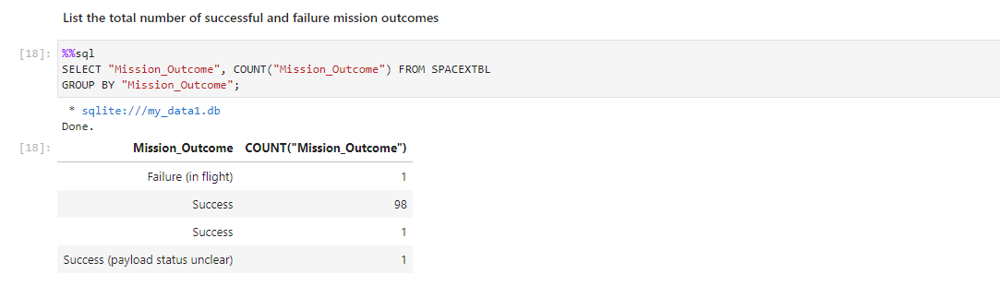 List the total number of successful and failure mission outcomes
[18]: %%sql
SELECT "Mission_Outcome", COUNT("Mission_Outcome") FROM SPACEXTBL
GROUP BY "Mission_Outcome";
* sqlite:///my_data1.db
Done.
[18]: Mission_Outcome COUNT("Mission_Outcome")
Failure (in flight) 1
Success 98
Success 1
Success (payload status unclear) 1